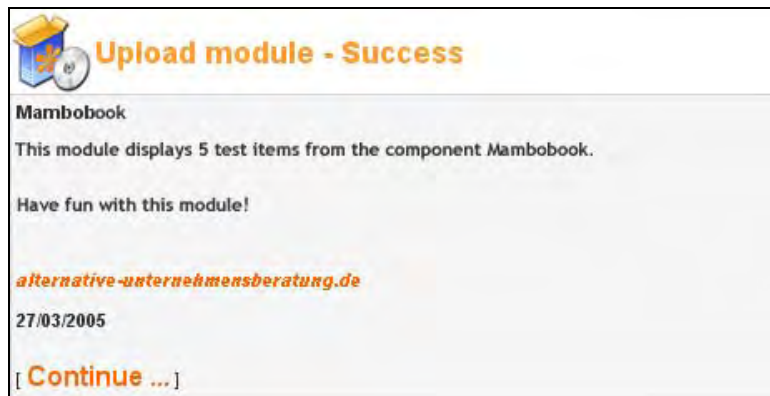 Upload module - Success
Mambobook
This module displays 5 test items from the component Mambobook.
Have fun with this module!
alternative-unternehmensberatung.de
27/03/2005
[ Continue ... ]